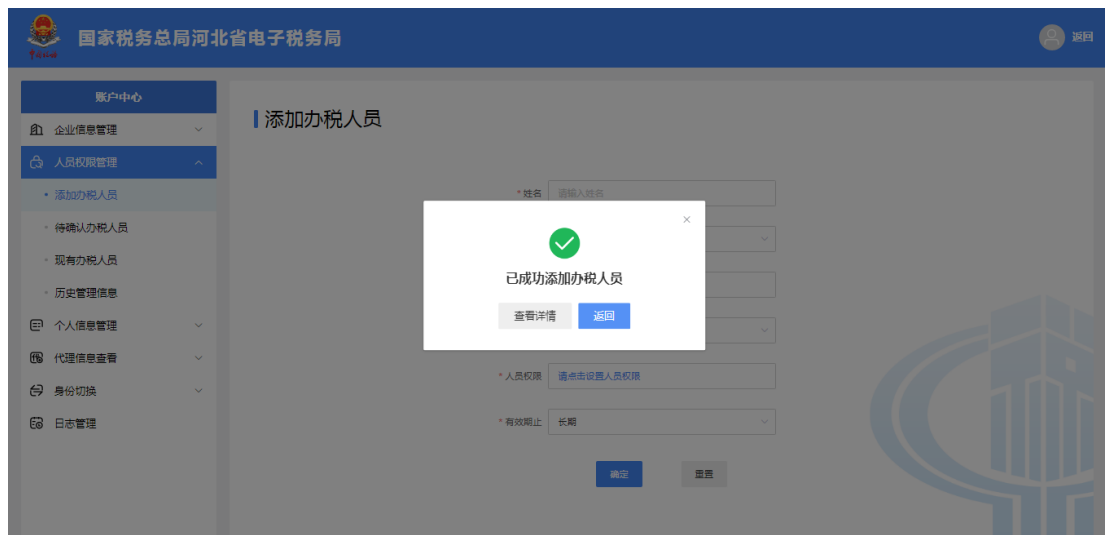 国家税务总局河北省电子税务局
返回
账户中心
企业信息管理
人员权限管理
添加办税人员
待确认办税人员
现有办税人员
历史管理信息
个人信息管理
代理信息查看
身份切换
日志管理
添加办税人员
*姓名 请输入姓名
已成功添加办税人员
查看详情 返回
*人员权限 请点击设置人员权限
*有效期止 长期
确定 重置